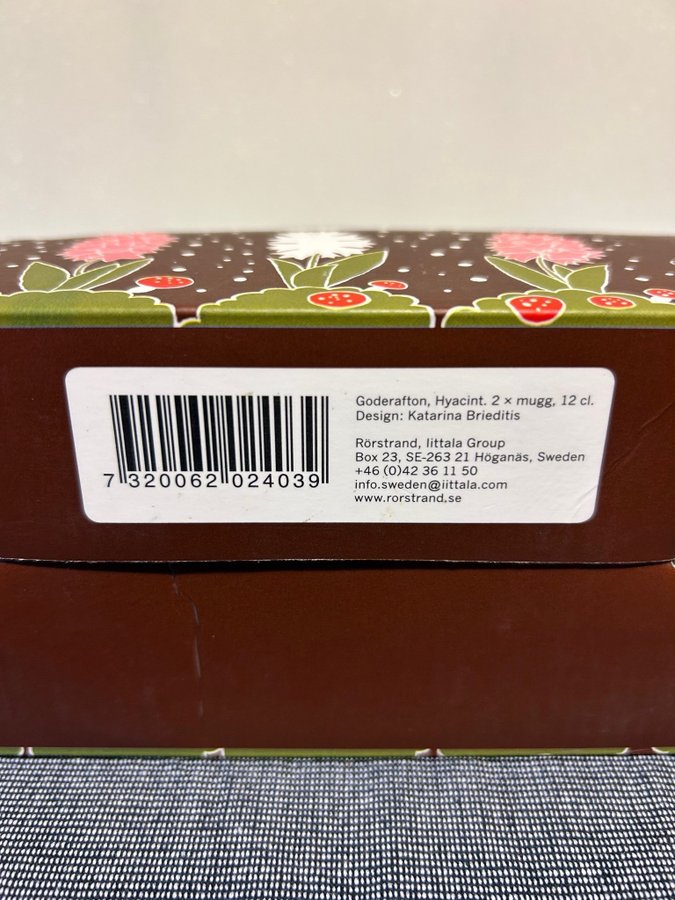 Goderafton, Hyacint. 2 × mugg, 12 cl.
Design: Katarina Brieditis
Rörstrand, Iittala Group
Box 23, SE-263 21 Höganäs, Sweden
+46 (0)42 36 11 50
info.sweden@iittala.com
www.rorstrand.se
7 320062 024039